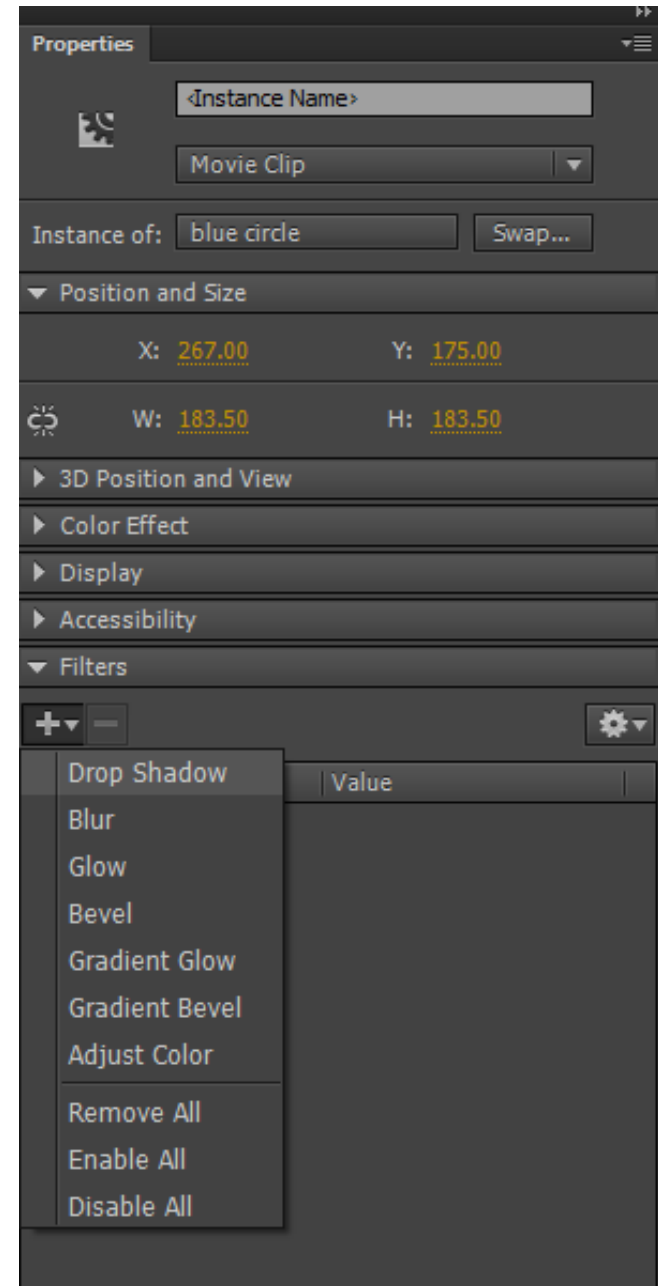 Properties
<Instance Name>
Movie Clip
Instance of: blue circle Swap...
Position and Size
X: 267.00 Y: 175.00
W: 183.50 H: 183.50
3D Position and View
Color Effect
Display
Accessibility
Filters
Drop Shadow Value
Blur
Glow
Bevel
Gradient Glow
Gradient Bevel
Adjust Color
Remove All
Enable All
Disable All